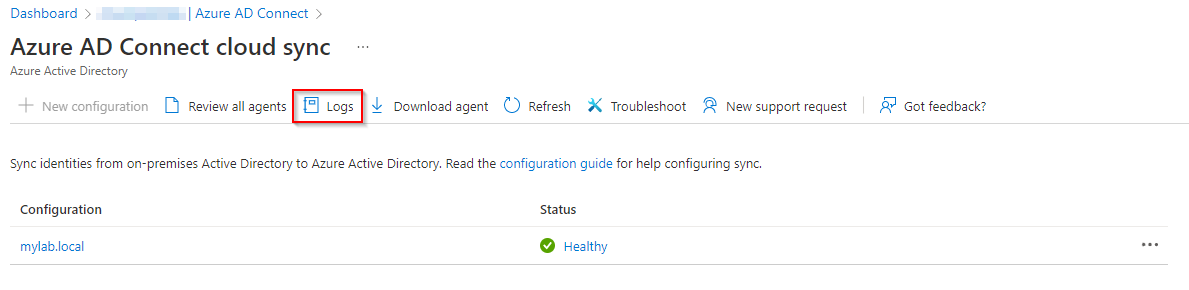 Dashboard > | Azure AD Connect >
Azure AD Connect cloud sync ...
Azure Active Directory
New configuration Review all agents Logs Download agent Refresh Troubleshoot New support request Got feedback?
Sync identities from on-premises Active Directory to Azure Active Directory. Read the configuration guide for help configuring sync.
Configuration Status
mylab.local Healthy ...